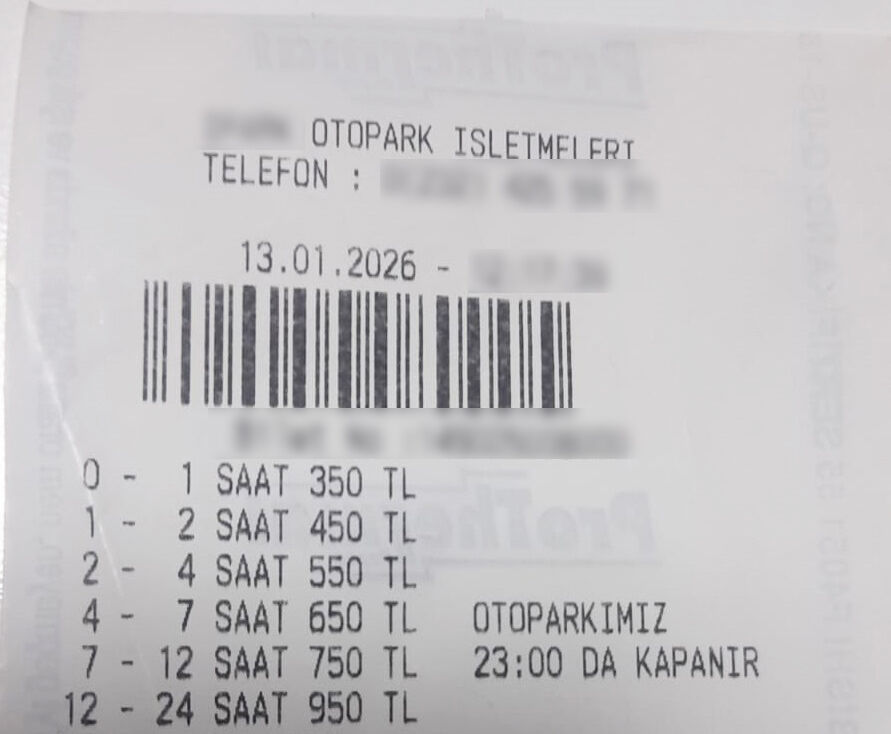 OTOPARK ISLETMELERI
TELEFON :
13.01.2026 -
0 - 1 SAAT 350 TL
1 - 2 SAAT 450 TL
2 - 4 SAAT 550 TL
4 - 7 SAAT 650 TL OTOPARKIMIZ
7 - 12 SAAT 750 TL 23:00 DA KAPANIR
12 - 24 SAAT 950 TL